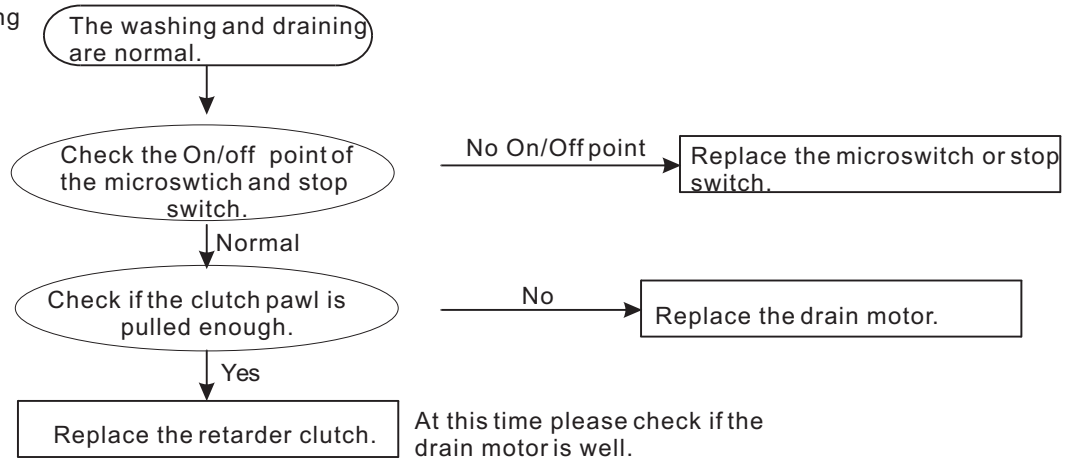 ng
The washing and draining
are normal.
Check the On/off point of
the microswtich and stop
switch.
No On/Off point
Replace the microswitch or stop
switch.
Normal
Check if the clutch pawl is
pulled enough.
No
Replace the drain motor.
Yes
Replace the retarder clutch.
At this time please check if the
drain motor is well.